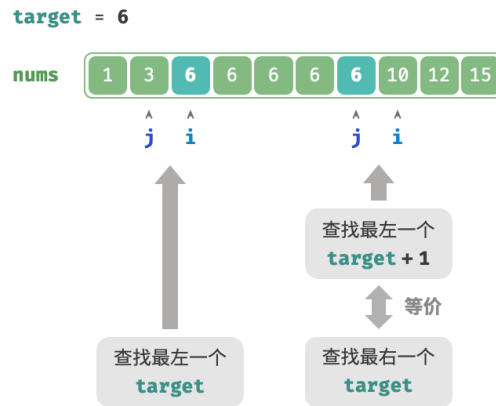 target = 6
nums 1 3 6 6 6 6 6 10 12 15
j i j i
查找最左一个
target + 1
等价
查找最左一个
target
查找最右一个
target